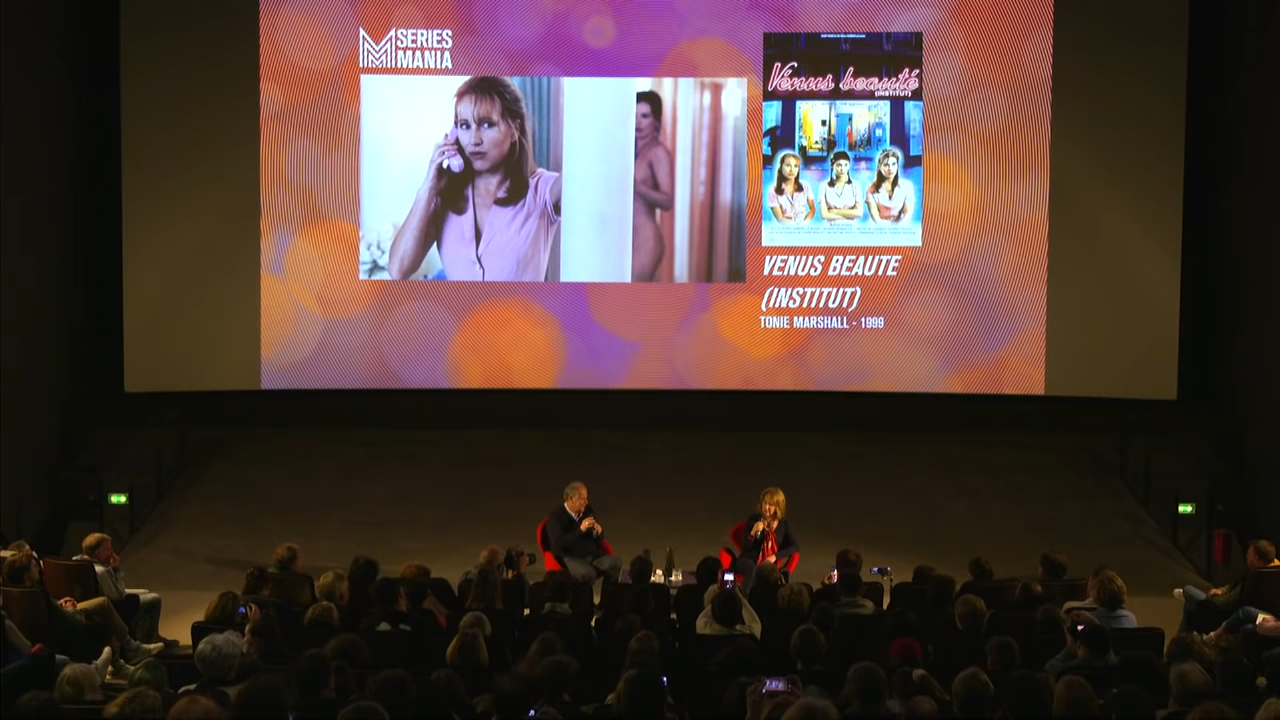 SERIES
MANIA
Vénus beauté
(INSTITUT)
VENUS BEAUTE
(INSTITUT)
TONIE MARSHALL - 1999